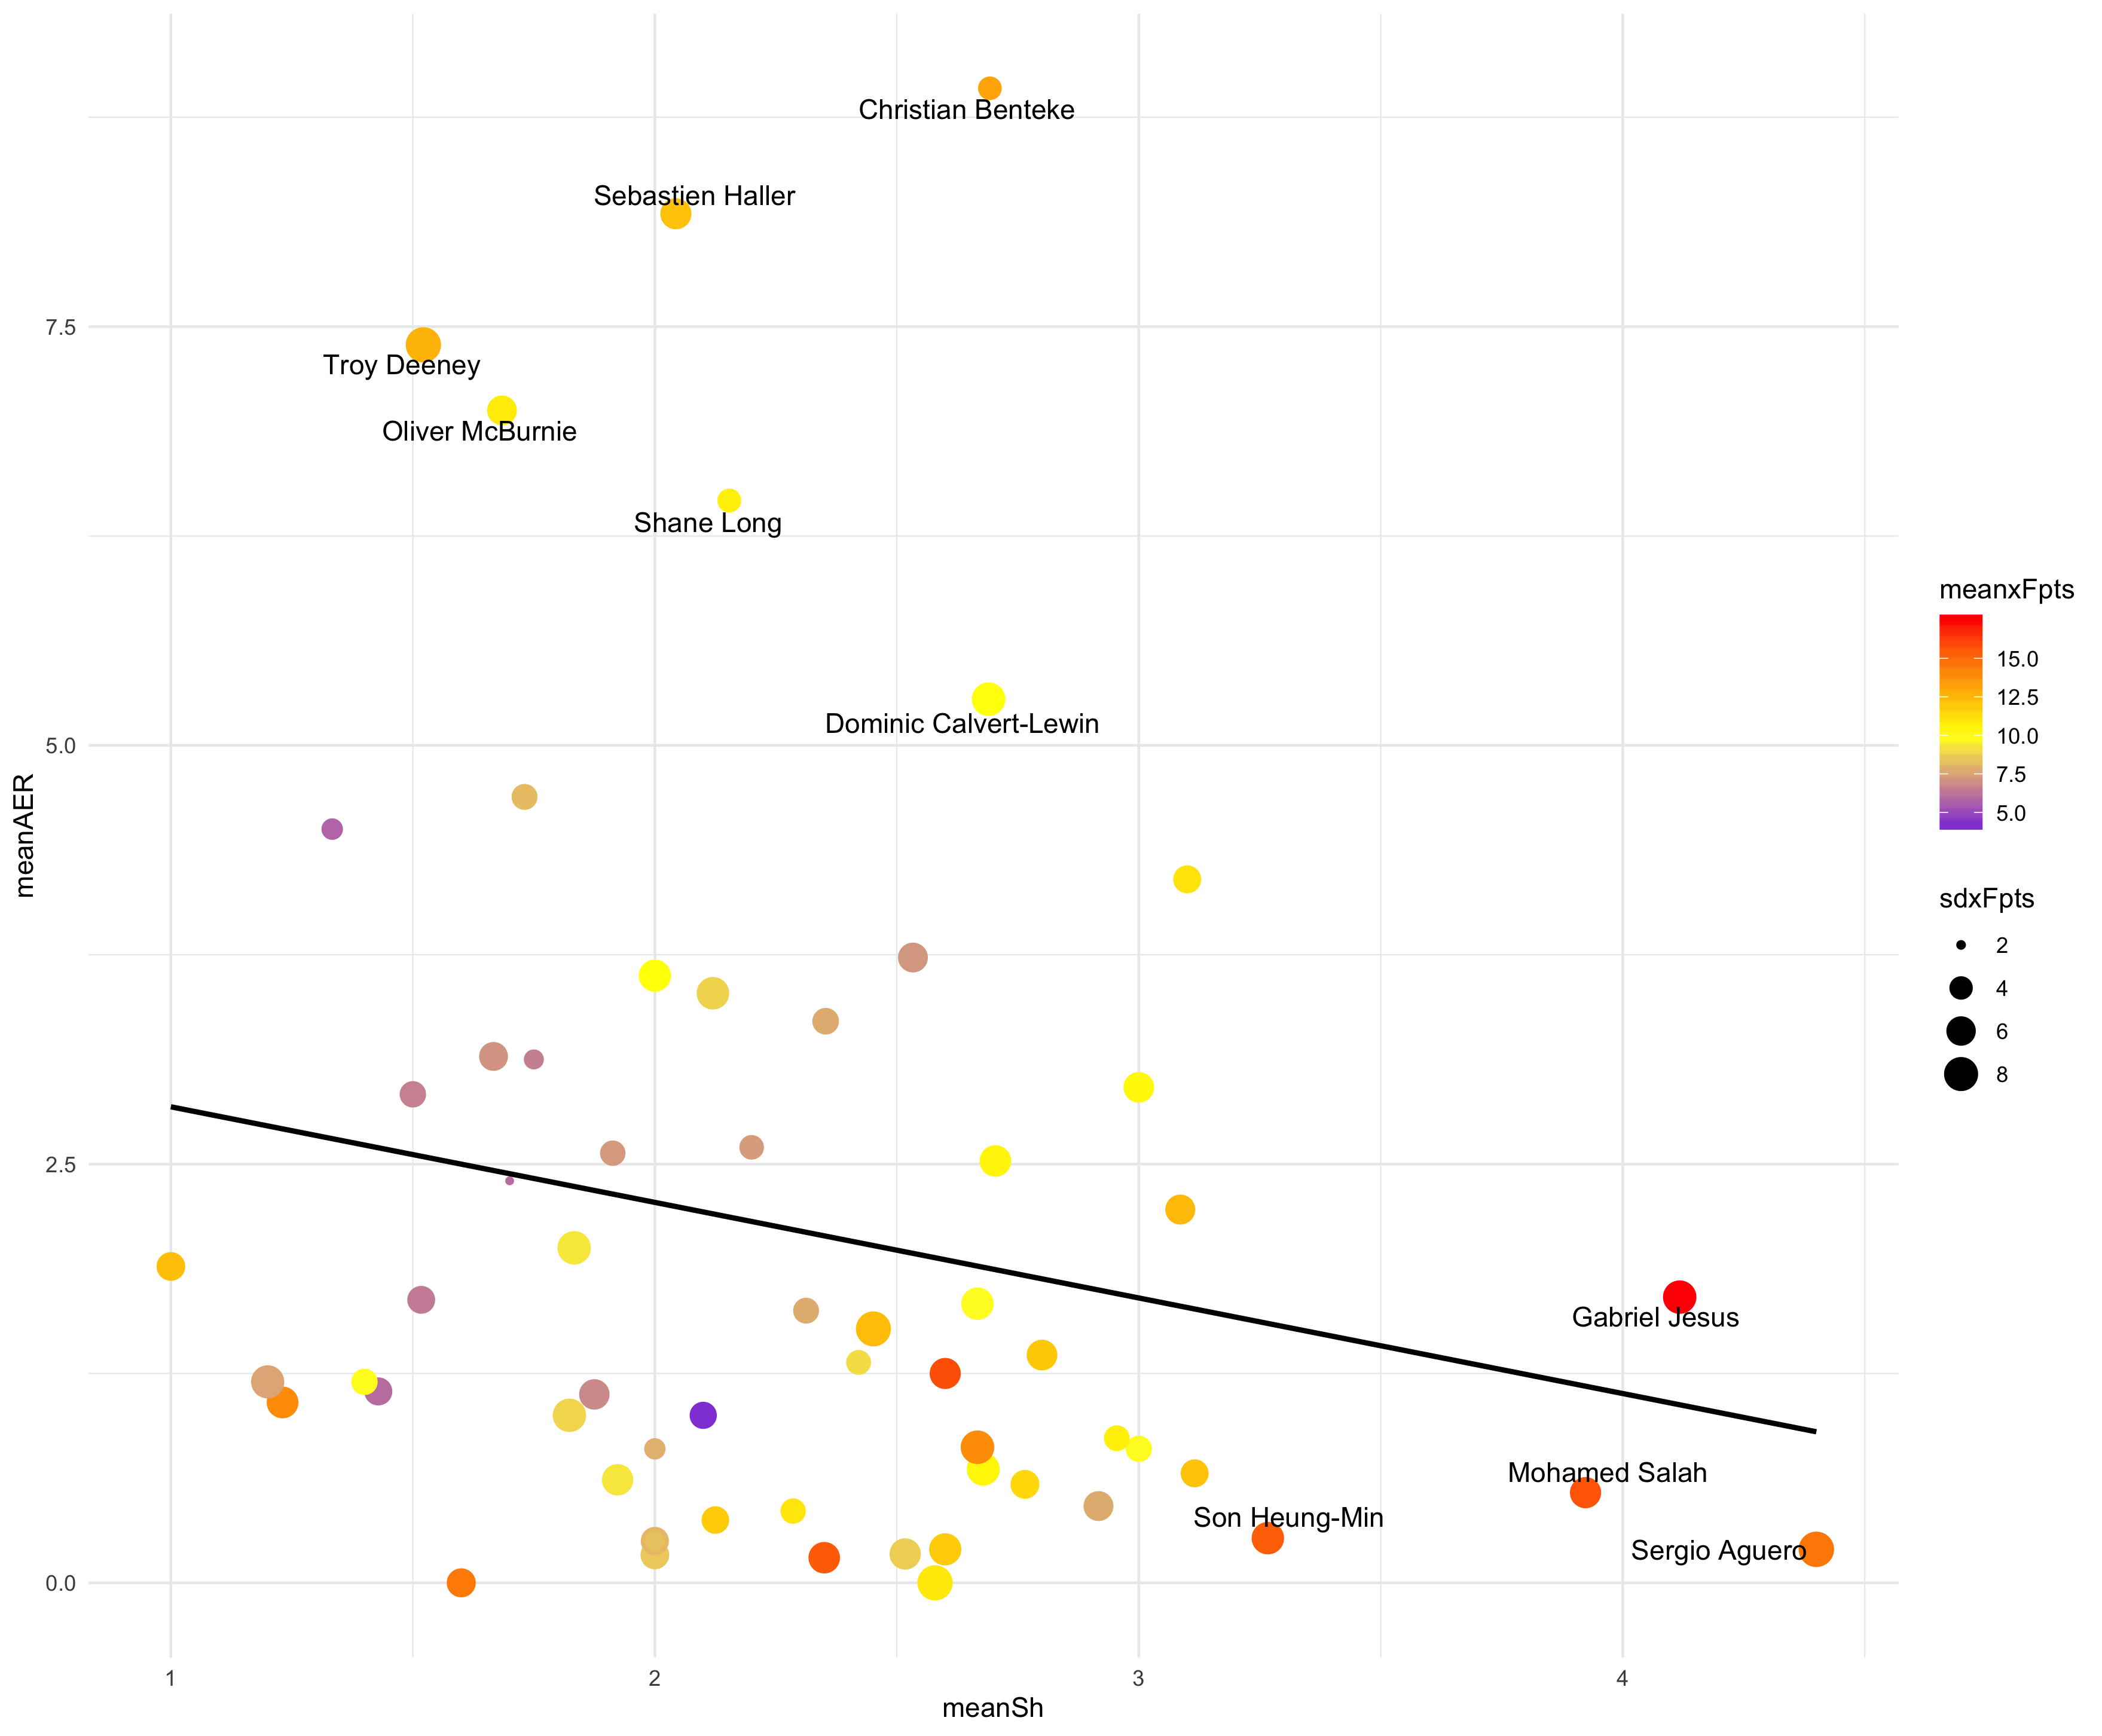 Christian Benteke
Sebastien Haller
7.5
Troy Deeney
Oliver McBurnie
Shane Long
Dominic Calvert-Lewin
5.0
meanAER
2.5
Gabriel Jesus
Mohamed Salah
Son Heung-Min
Sergio Aguero
0.0
1 2 3 4
meanSh
meanxFpts
15.0
12.5
10.0
7.5
5.0
sdxFpts
2
4
6
8